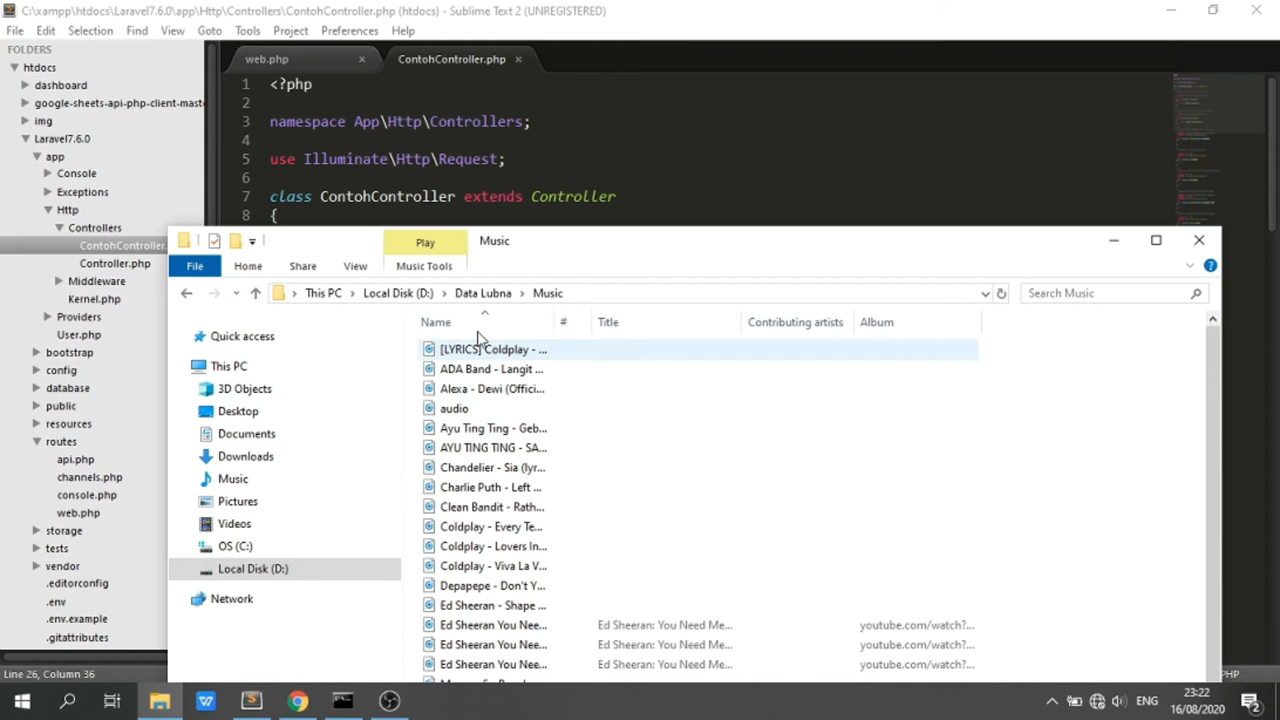 C:\xampp\htdocs\Laravel7.6.0\app\Http\Controllers\ContohController.php (htdocs) - Sublime Text 2 (UNREGISTERED)
File Edit Selection Find View Goto Tools Project Preferences Help
FOLDERS
htdocs
dashboard
google-sheets-api-php-client-mast
img
Laravel7.6.0
app
Console
Exceptions
Http
Controllers
ContohController.
Controller.php
Middleware
Kernel.php
Providers
User.php
bootstrap
config
database
public
resources
routes
api.php
channels.php
console.php
web.php
storage
tests
vendor
.editorconfig
.env
.env.example
.gitattributes
web.php
ContohController.php
1 <?php
2
3 namespace App\Http\Controllers;
4
5 use Illuminate\Http\Request;
6
7 class ContohController extends Controller
8 {
Play Music
File Home Share View Music Tools
This PC Local Disk (D:) Data Lubna Music
Search Music
Quick access
This PC
3D Objects
Desktop
Documents
Downloads
Music
Pictures
Videos
OS (C:)
Local Disk (D:)
Network
Name # Title Contributing artists Album
[LYRICS] Coldplay - ...
ADA Band - Langit ...
Alexa - Dewi (Offici...
audio
Ayu Ting Ting - Geb...
AYU TING TING - SA...
Chandelier - Sia (lyr...
Charlie Puth - Left ...
Clean Bandit - Rath...
Coldplay - Every Te...
Coldplay - Lovers In...
Coldplay - Viva La V...
Depapepe - Don't Y...
Ed Sheeran - Shape ...
Ed Sheeran You Nee... Ed Sheeran: You Need Me... youtube.com/watch?...
Ed Sheeran You Nee... Ed Sheeran: You Need Me... youtube.com/watch?...
Ed Sheeran You Nee... Ed Sheeran: You Need Me... youtube.com/watch?...
Line 26, Column 36
PHP
ENG
23:22
16/08/2020
2